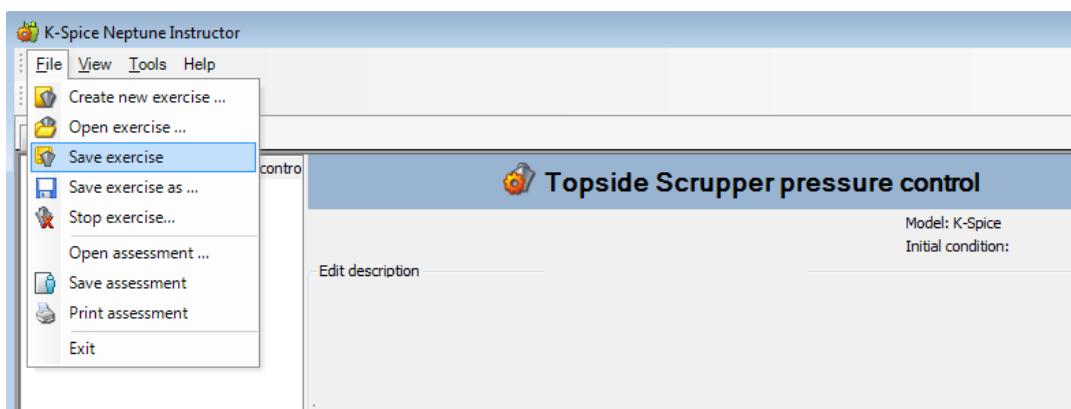 K-Spice Neptune Instructor
File View Tools Help
Create new exercise ...
Open exercise ...
Save exercise
contro
Save exercise as ...
Stop exercise...
Open assessment ...
Save assessment
Print assessment
Exit
Topside Scrupper pressure control
Model: K-Spice
Initial condition:
Edit description